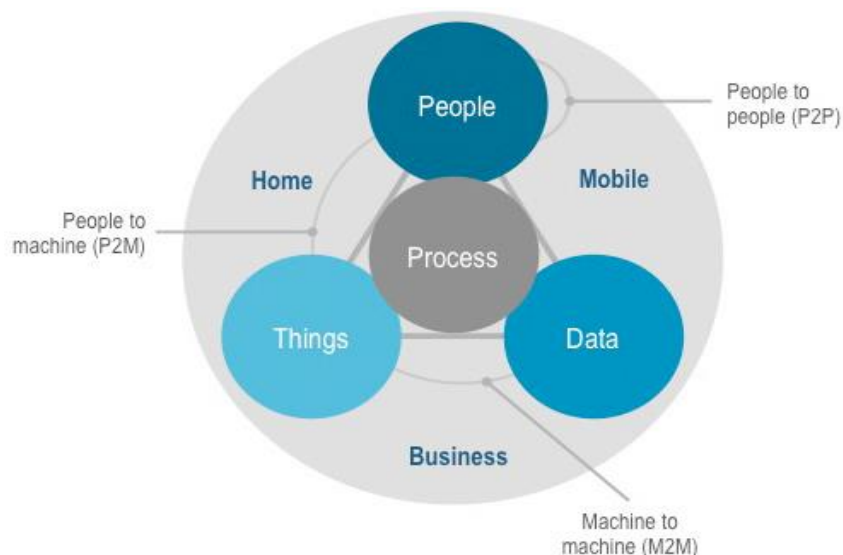 People
People to
people (P2P)
Home
Mobile
People to
machine (P2M)
Process
Things
Data
Business
Machine to
machine (M2M)